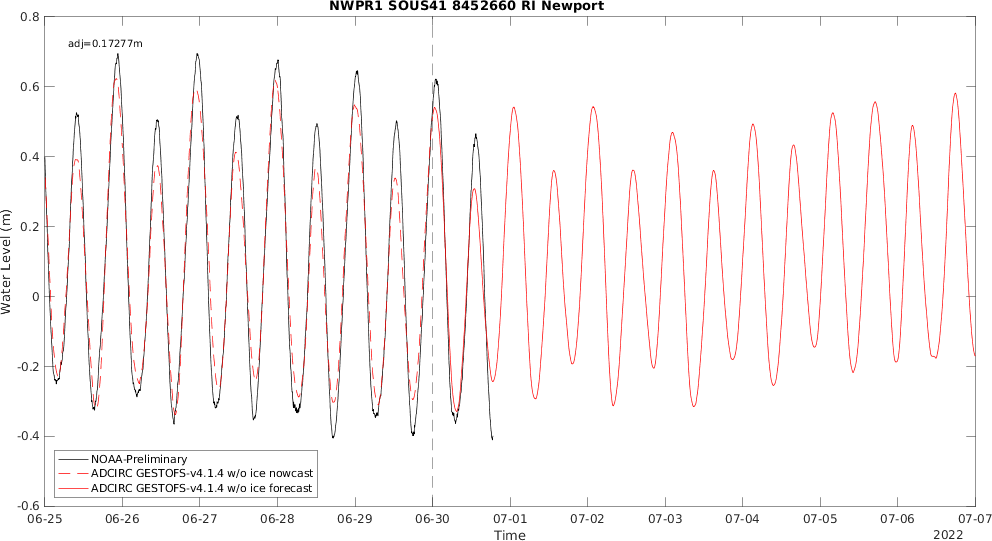 NWPR1 SOUS41 8452660 RI Newport
adj=0.17277m
0.8
0.6
0.4
0.2
0
-0.2
-0.4
-0.6
Water Level (m)
NOAA-Preliminary
ADCIRC GESTOFS-v4.1.4 w/o ice nowcast
ADCIRC GESTOFS-v4.1.4 w/o ice forecast
06-25 06-26 06-27 06-28 06-29 06-30 07-01 07-02 07-03 07-04 07-05 07-06 07-07
Time
2022